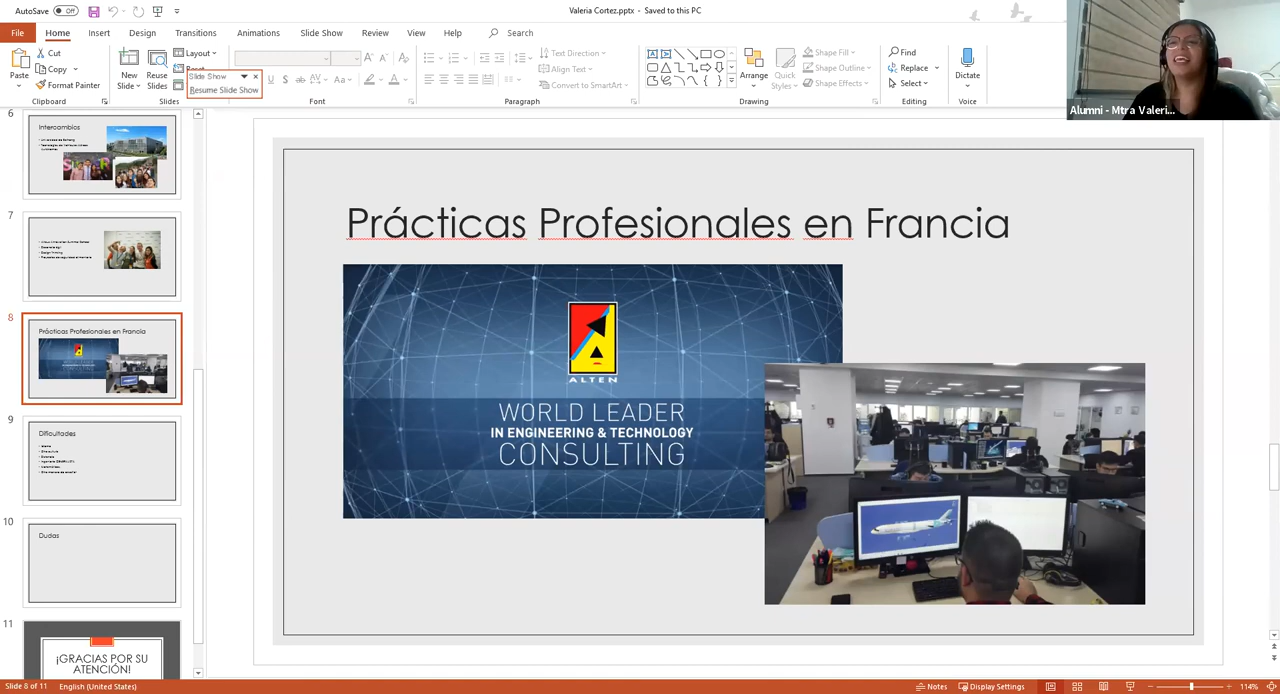 AutoSave Off
Valeria Cortez.pptx - Saved to this PC
File Home Insert Design Transitions Animations Slide Show Review View Help Search
Paste
Cut
Copy
Format Painter
Clipboard
New Slide
Reuse Slides
Layout
Slides
Slide Show
Resume Slide Show
Font
Text Direction
Align Text
Convert to SmartArt
Paragraph
Arrange
Quick Styles
Shape Fill
Shape Outline
Shape Effects
Drawing
Find
Replace
Select
Editing
Dictate
Voice
Alumni - Mtra Valeri...
6
Intercambios
7
8
Prácticas Profesionales en Francia
9
Dificultades
10
Dudas
11
¡GRACIAS POR SU
ATENCIÓN!
Prácticas Profesionales en Francia
ALTEN
WORLD LEADER
IN ENGINEERING & TECHNOLOGY
CONSULTING
Slide 8 of 11 English (United States) Notes Display Settings 114%